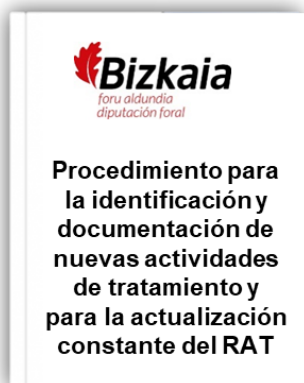 Bizkaia
foru aldundia
diputación foral
Procedimiento para
la identificación y
documentación de
nuevas actividades
de tratamiento y
para la actualización
constante del RAT